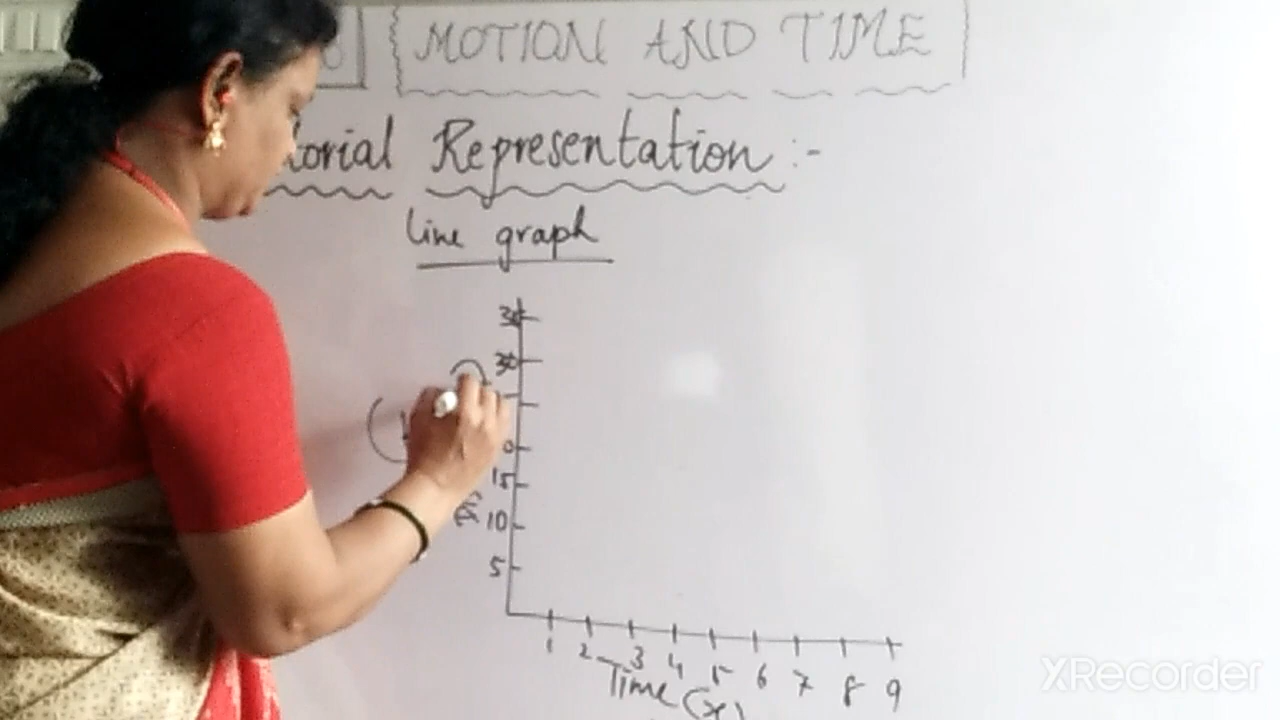 MOTION AND TIME
torial Representation :-
line graph
30
15
10
5
1 2 3 4 5 6 7 8 9
Time (x)
XRecorder